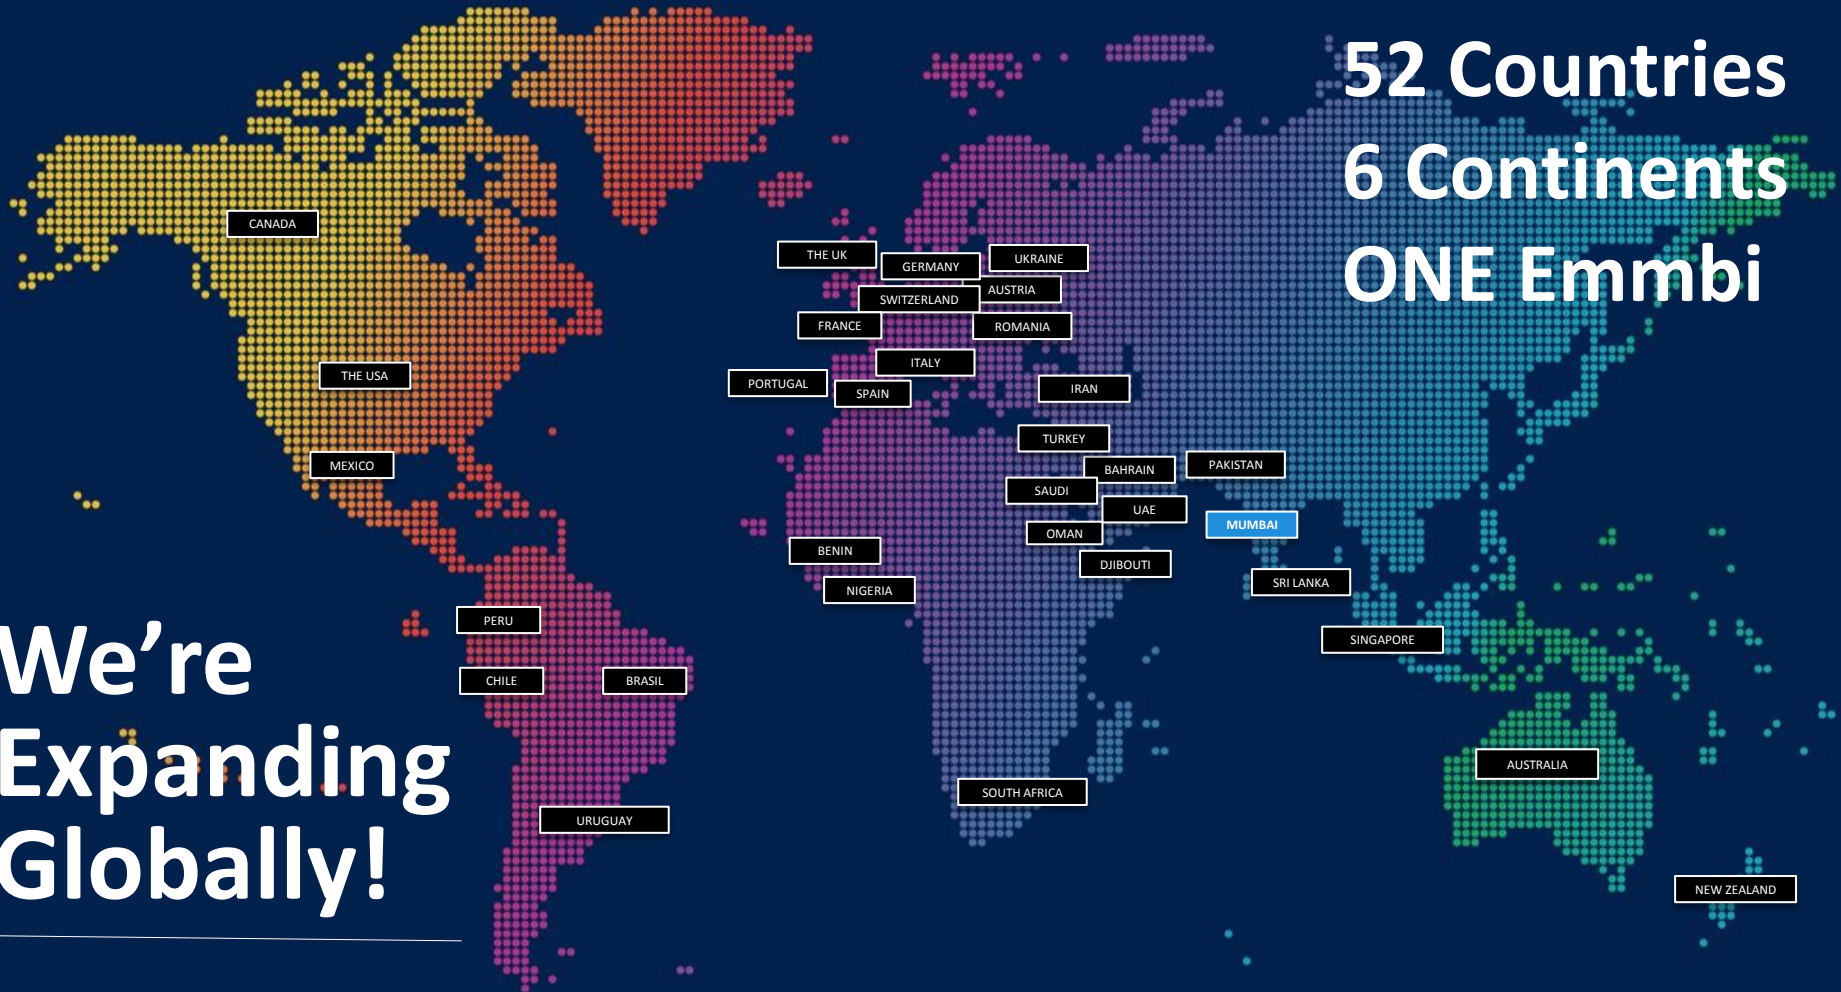 52 Countries
6 Continents
ONE Emmbi
CANADA
THE UK
GERMANY
UKRAINE
AUSTRIA
SWITZERLAND
FRANCE
ROMANIA
ITALY
THE USA
PORTUGAL
SPAIN
IRAN
TURKEY
MEXICO
BAHRAIN
PAKISTAN
SAUDI
UAE
MUMBAI
OMAN
BENIN
DJIBOUTI
NIGERIA
SRI LANKA
PERU
SINGAPORE
CHILE
BRASIL
AUSTRALIA
SOUTH AFRICA
URUGUAY
NEW ZEALAND
We’re
Expanding
Globally!